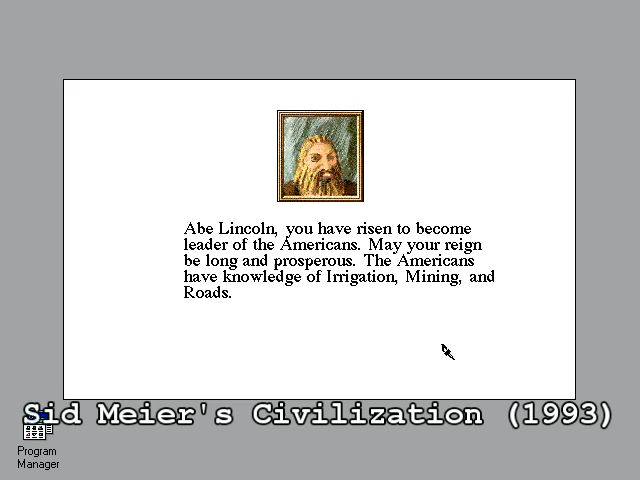 Abe Lincoln, you have risen to become
leader of the Americans. May your reign
be long and prosperous. The Americans
have knowledge of Irrigation, Mining, and
Roads.
Sid Meier's Civilization (1993)
Program
Manager